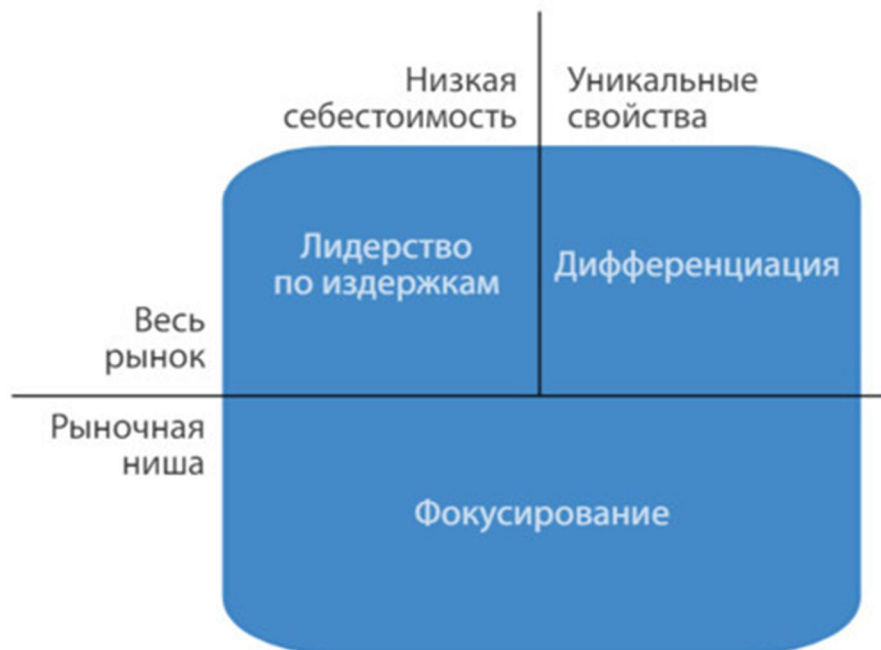 Низкая
себестоимость
Уникальные
свойства
Лидерство
по издержкам
Дифференциация
Весь
рынок
Рыночная
ниша
Фокусирование